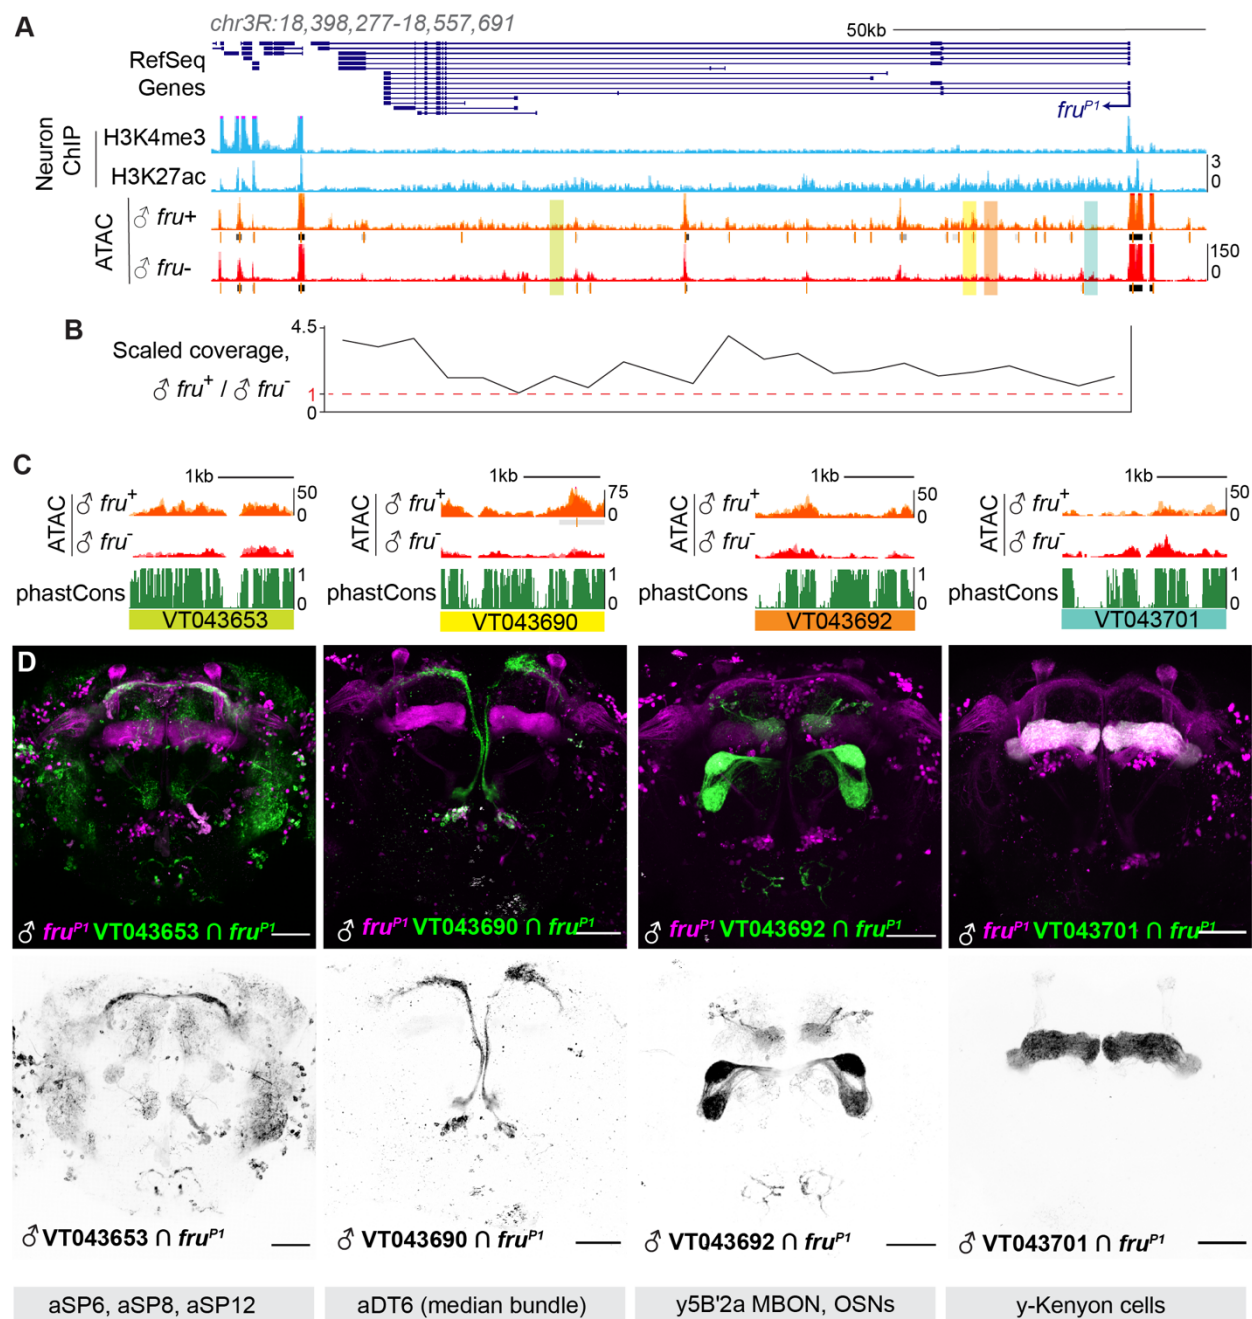 A
chr3R:18,398,277-18,557,691
50kb
RefSeq
Genes
fruP1
Neuron
ChIP
H3K4me3
H3K27ac
3
0
ATAC
♂ fru+
♂ fru-
150
0
B
4.5
Scaled coverage,
♂ fru+ / ♂ fru-
1
0
C
1kb
ATAC
♂ fru+
50
0
♂ fru-
phastCons
1
0
VT043653
1kb
ATAC
♂ fru+
75
0
♂ fru-
phastCons
1
0
VT043690
1kb
ATAC
♂ fru+
50
0
♂ fru-
phastCons
1
0
VT043692
1kb
ATAC
♂ fru+
50
0
♂ fru-
phastCons
1
0
VT043701
D
♂ fruP1 VT043653 ∩ fruP1
♂ fruP1 VT043690 ∩ fruP1
♂ fruP1 VT043692 ∩ fruP1
♂ fruP1 VT043701 ∩ fruP1
♂ VT043653 ∩ fruP1
♂ VT043690 ∩ fruP1
♂ VT043692 ∩ fruP1
♂ VT043701 ∩ fruP1
aSP6, aSP8, aSP12
aDT6 (median bundle)
y5B'2a MBON, OSNs
y-Kenyon cells